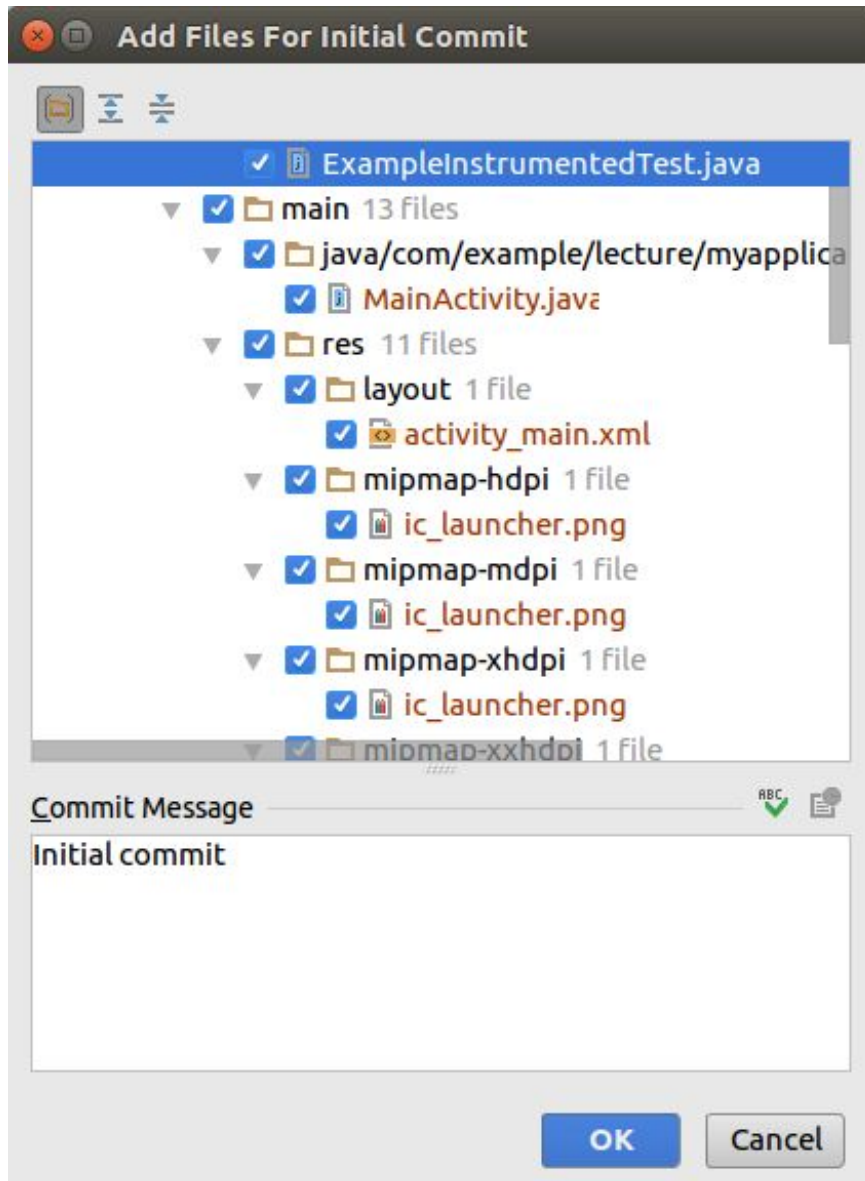 Add Files For Initial Commit
ExampleInstrumentedTest.java
main 13 files
java/com/example/lecture/myapplica
MainActivity.java
res 11 files
layout 1 file
activity_main.xml
mipmap-hdpi 1 file
ic_launcher.png
mipmap-mdpi 1 file
ic_launcher.png
mipmap-xhdpi 1 file
ic_launcher.png
mipmap-xxhdpi 1 file
Commit Message ABC
Initial commit
OK Cancel